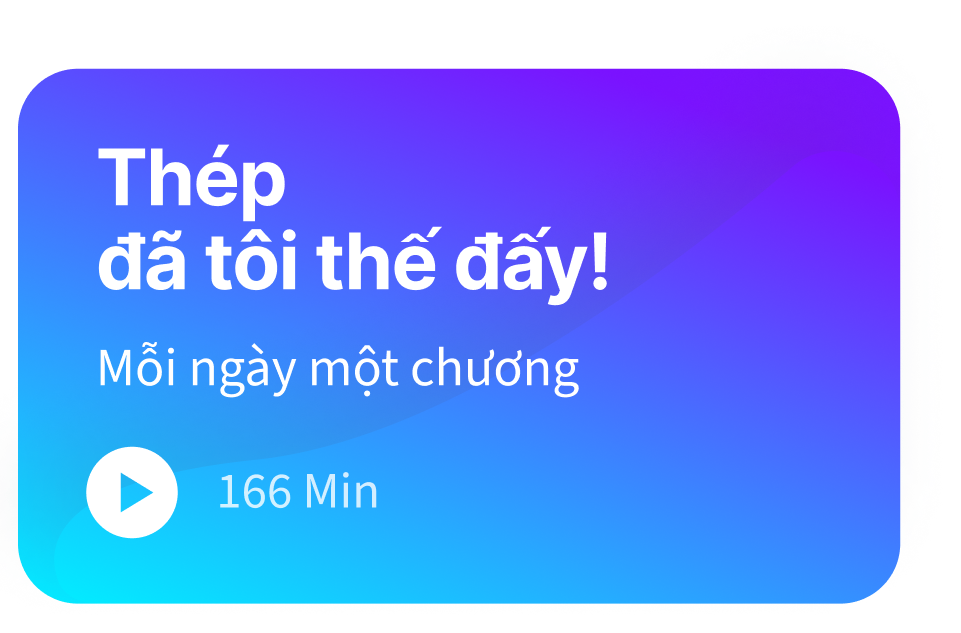 Thép
đã tôi thế đấy!
Mỗi ngày một chương
166 Min